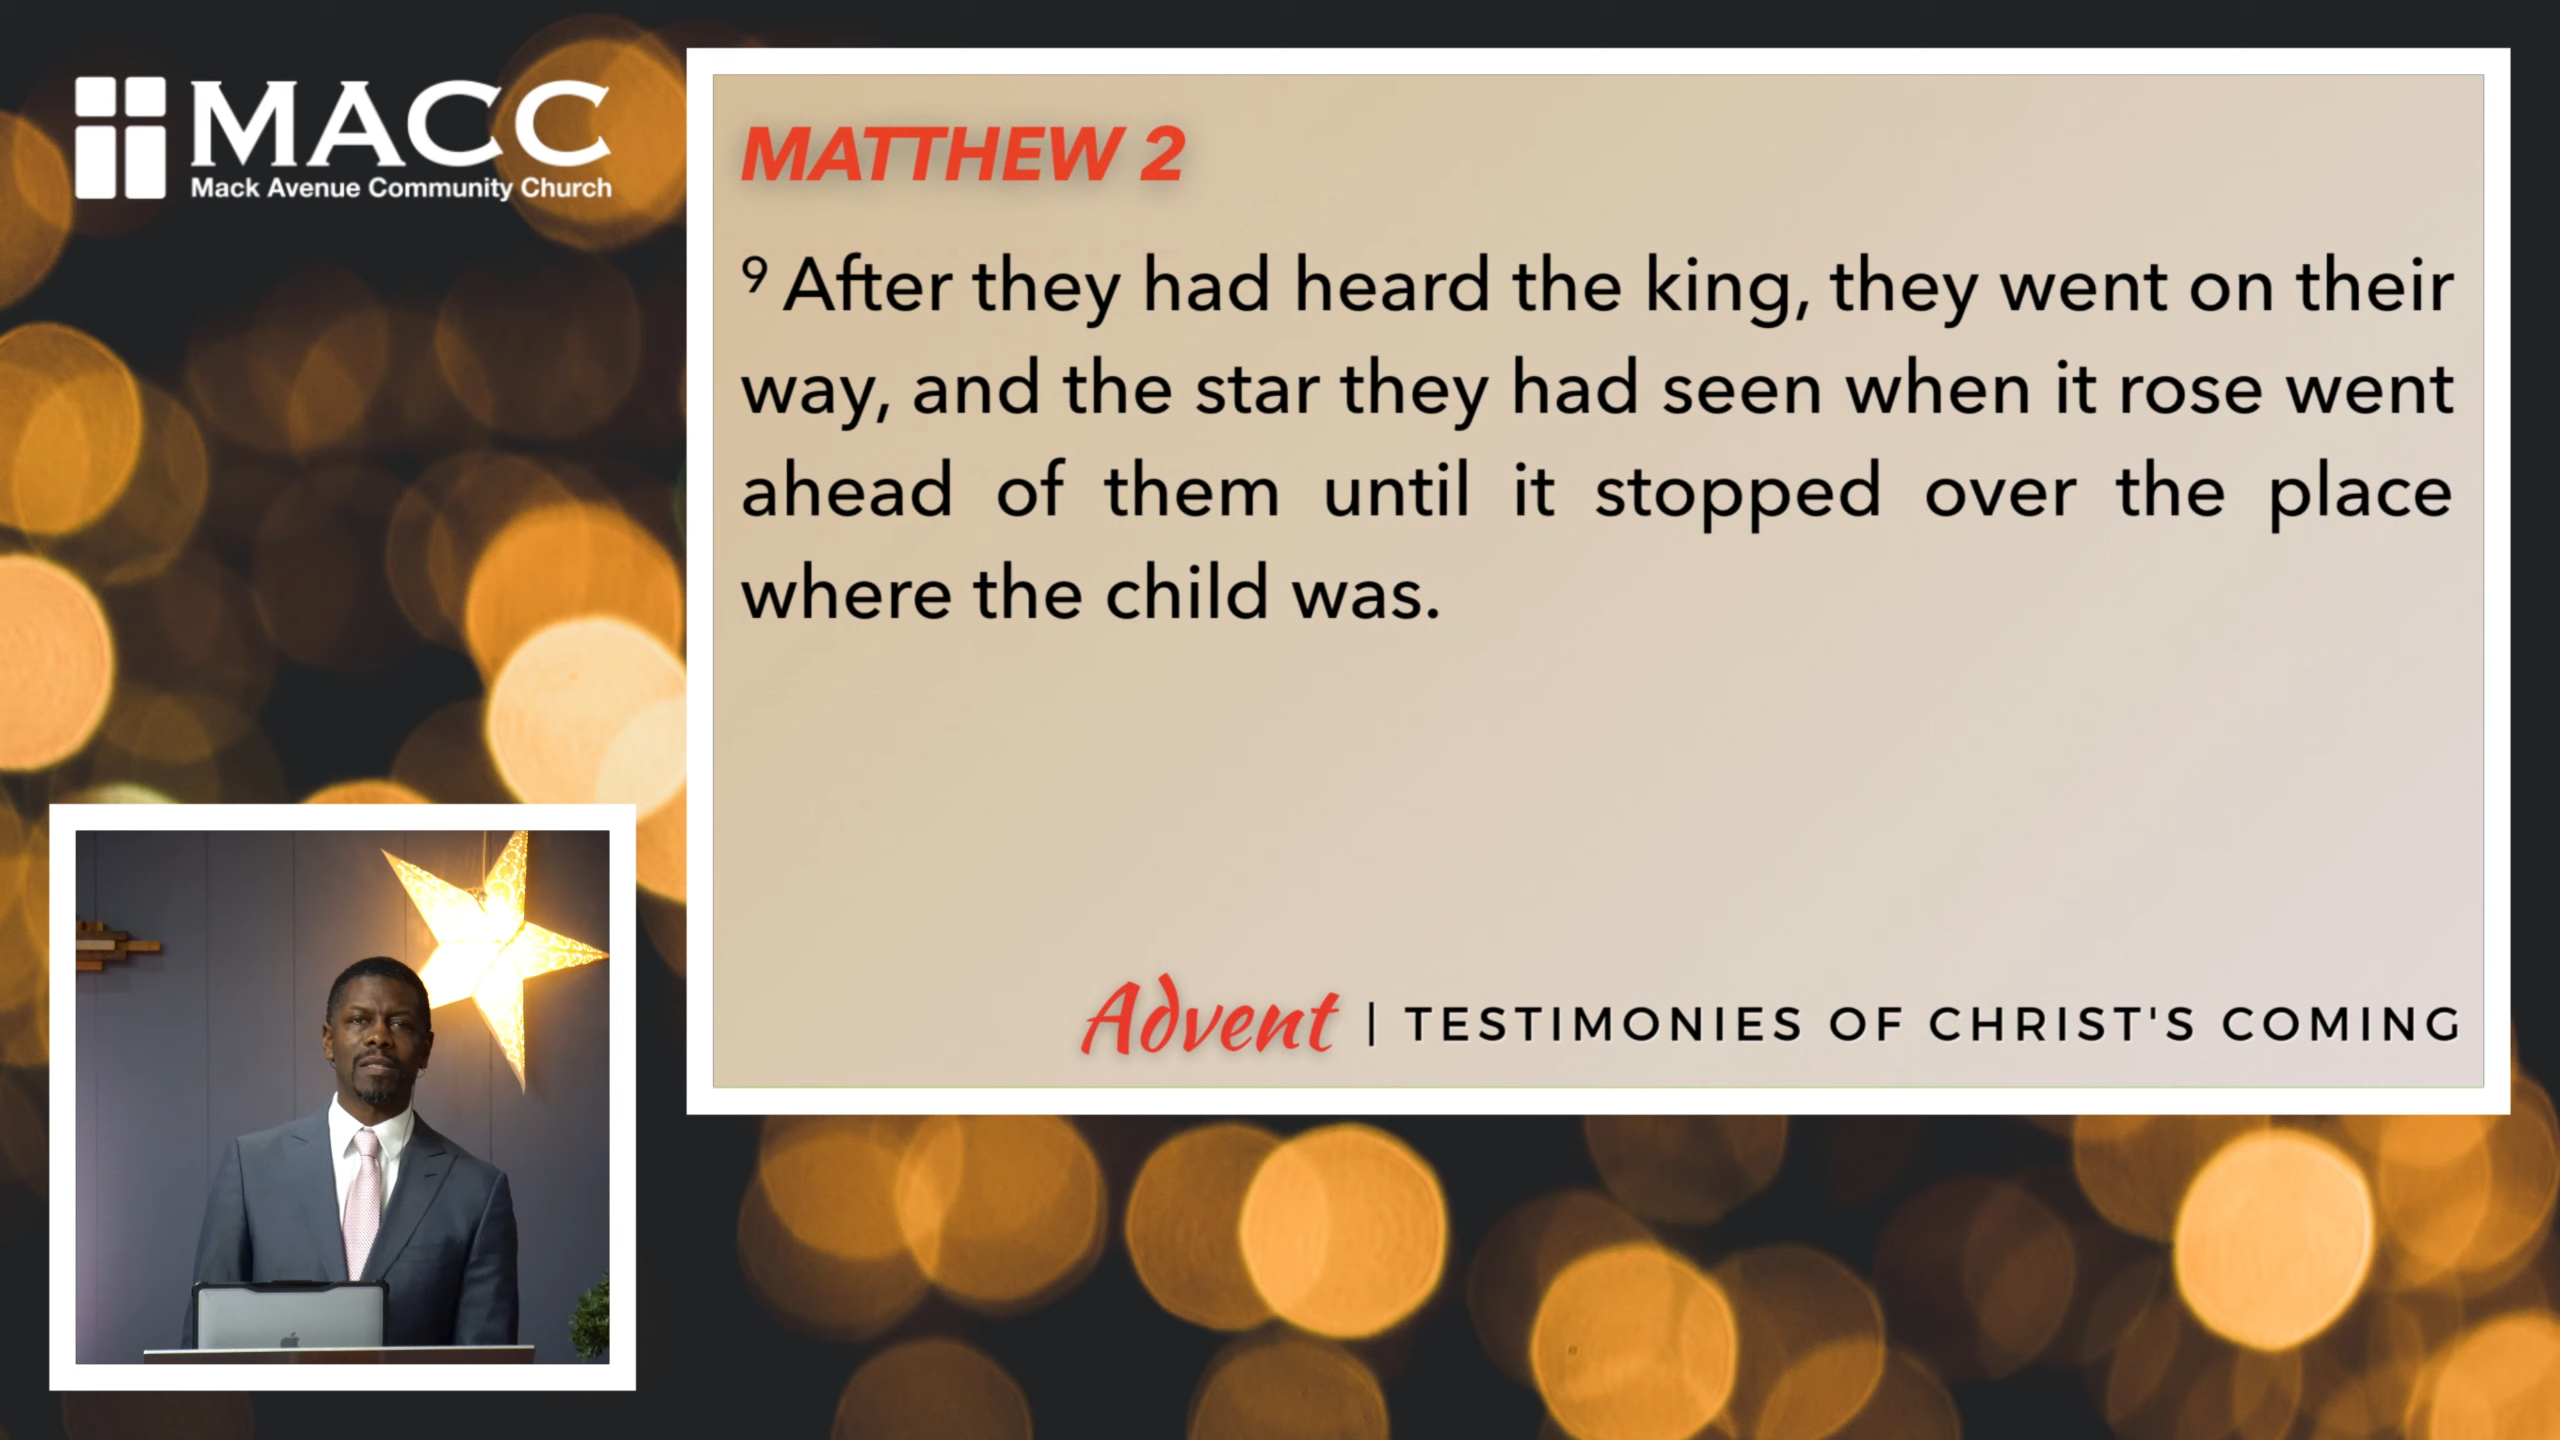 MACC
Mack Avenue Community Church
MATTHEW 2
⁹ After they had heard the king, they went on their
way, and the star they had seen when it rose went
ahead of them until it stopped over the place
where the child was.
Advent | TESTIMONIES OF CHRIST'S COMING